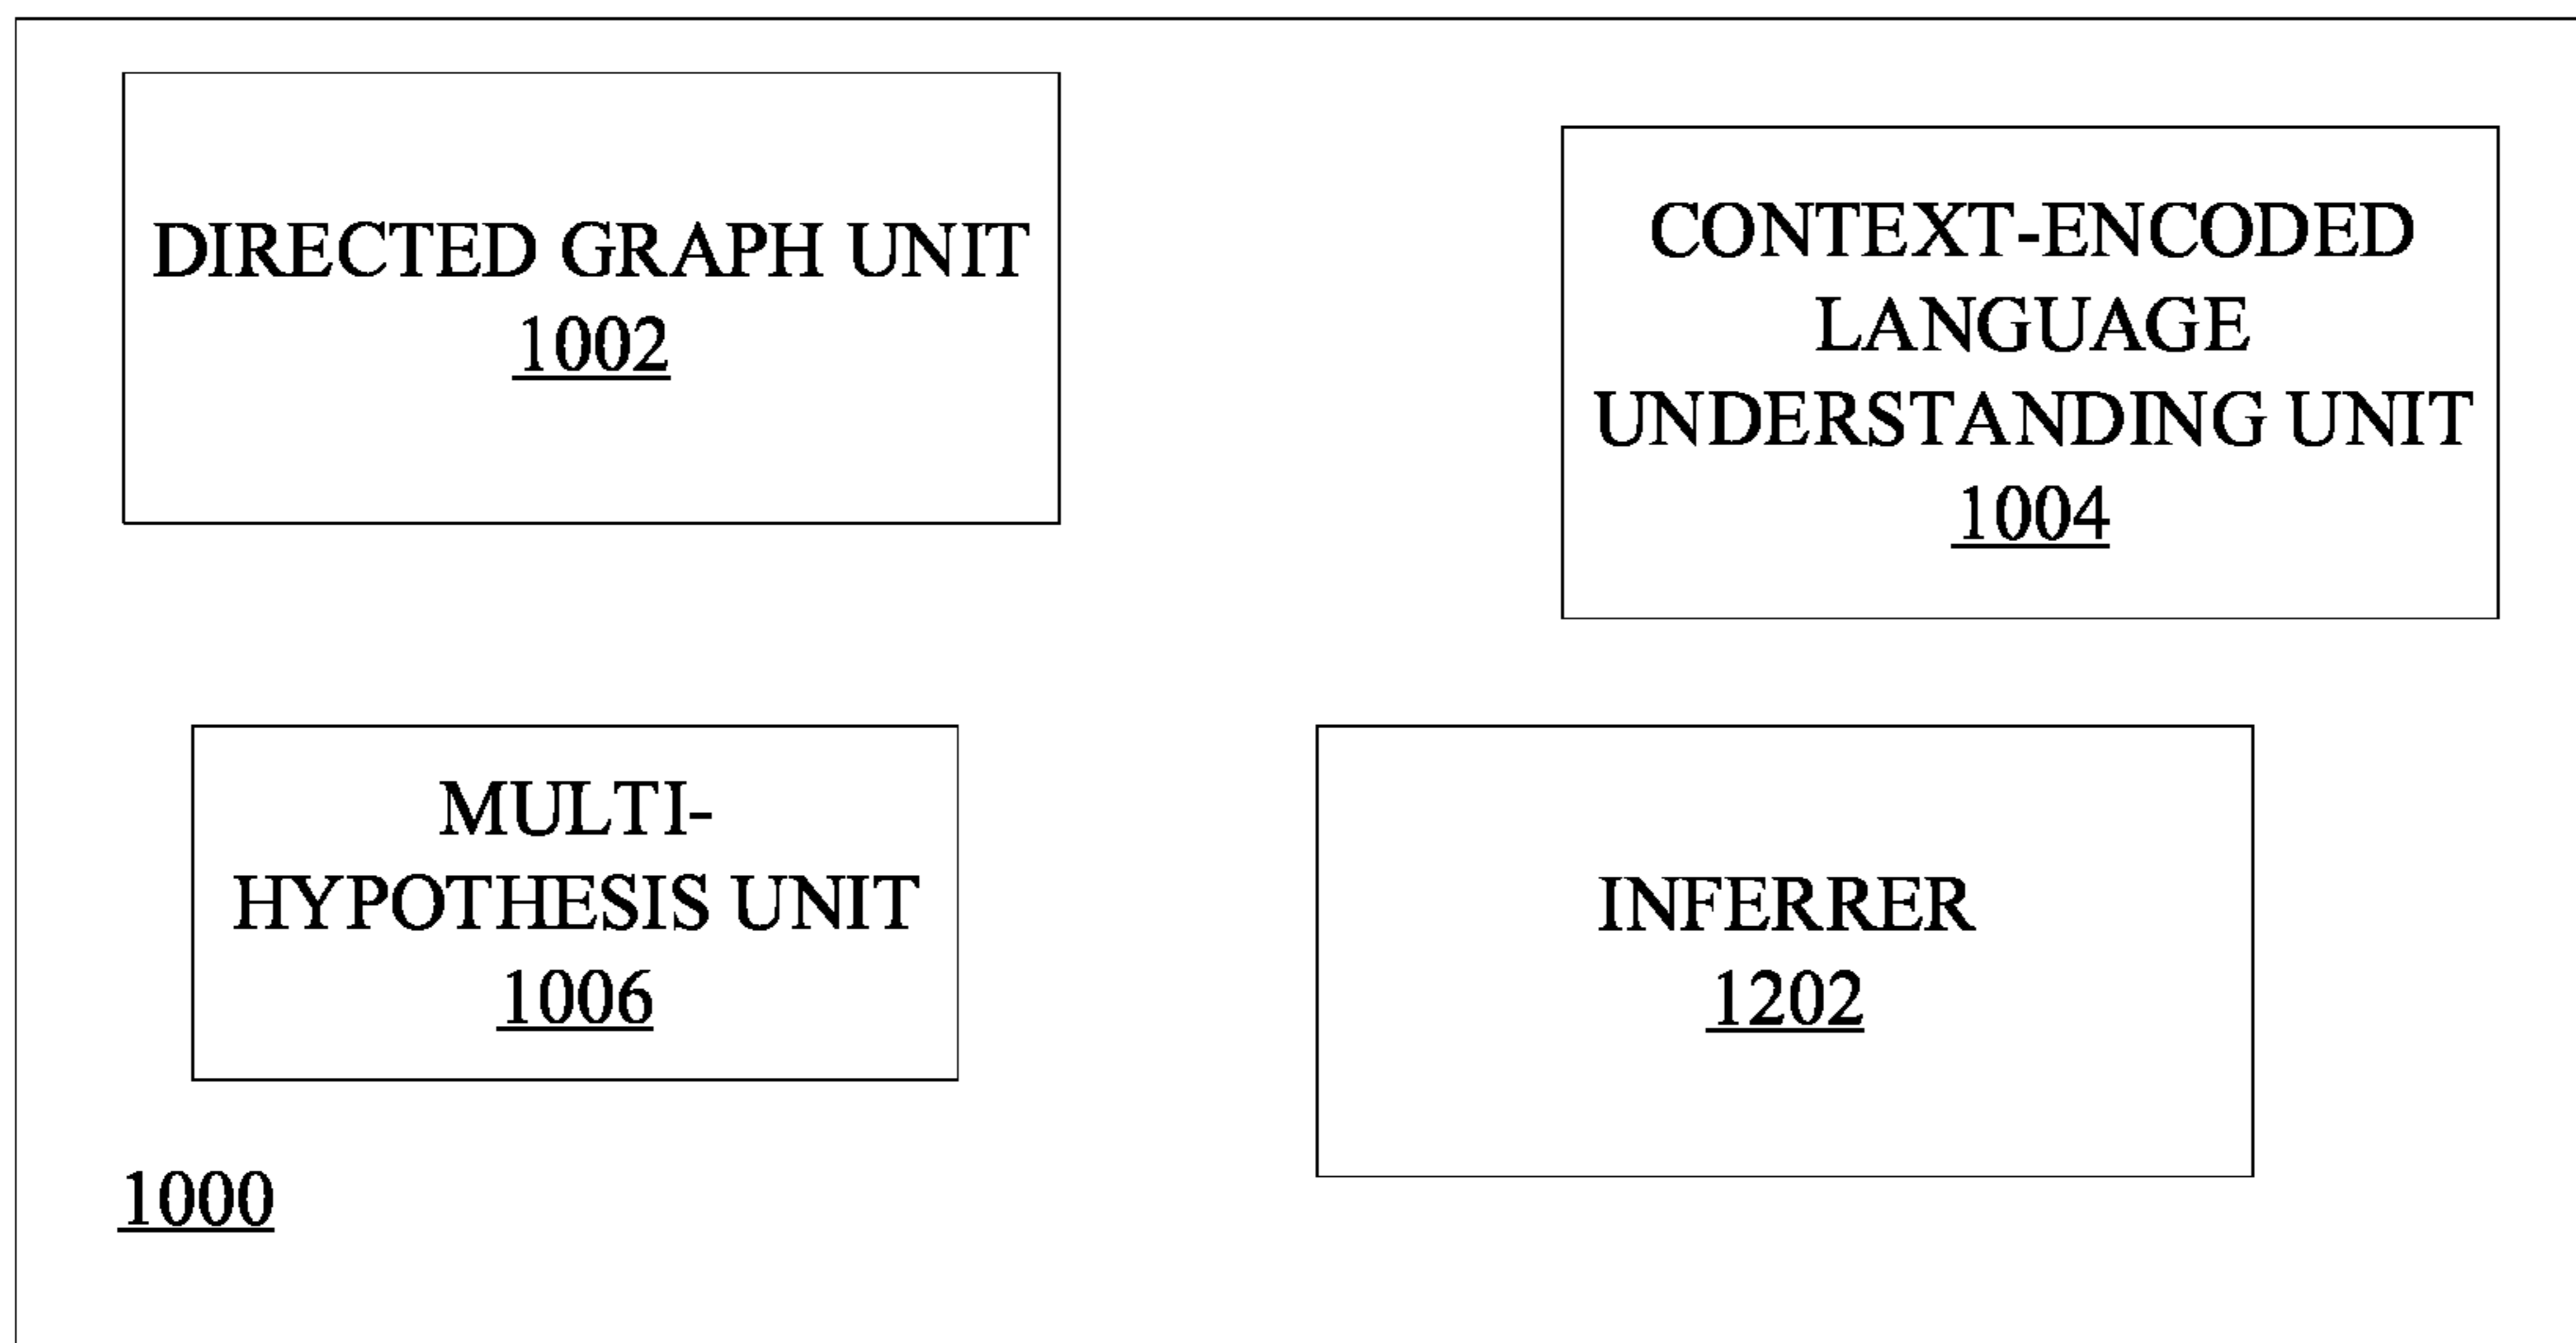 DIRECTED GRAPH UNIT
1002
CONTEXT-ENCODED
LANGUAGE
UNDERSTANDING UNIT
1004
MULTI-
HYPOTHESIS UNIT
1006
INFERRER
1202
1000